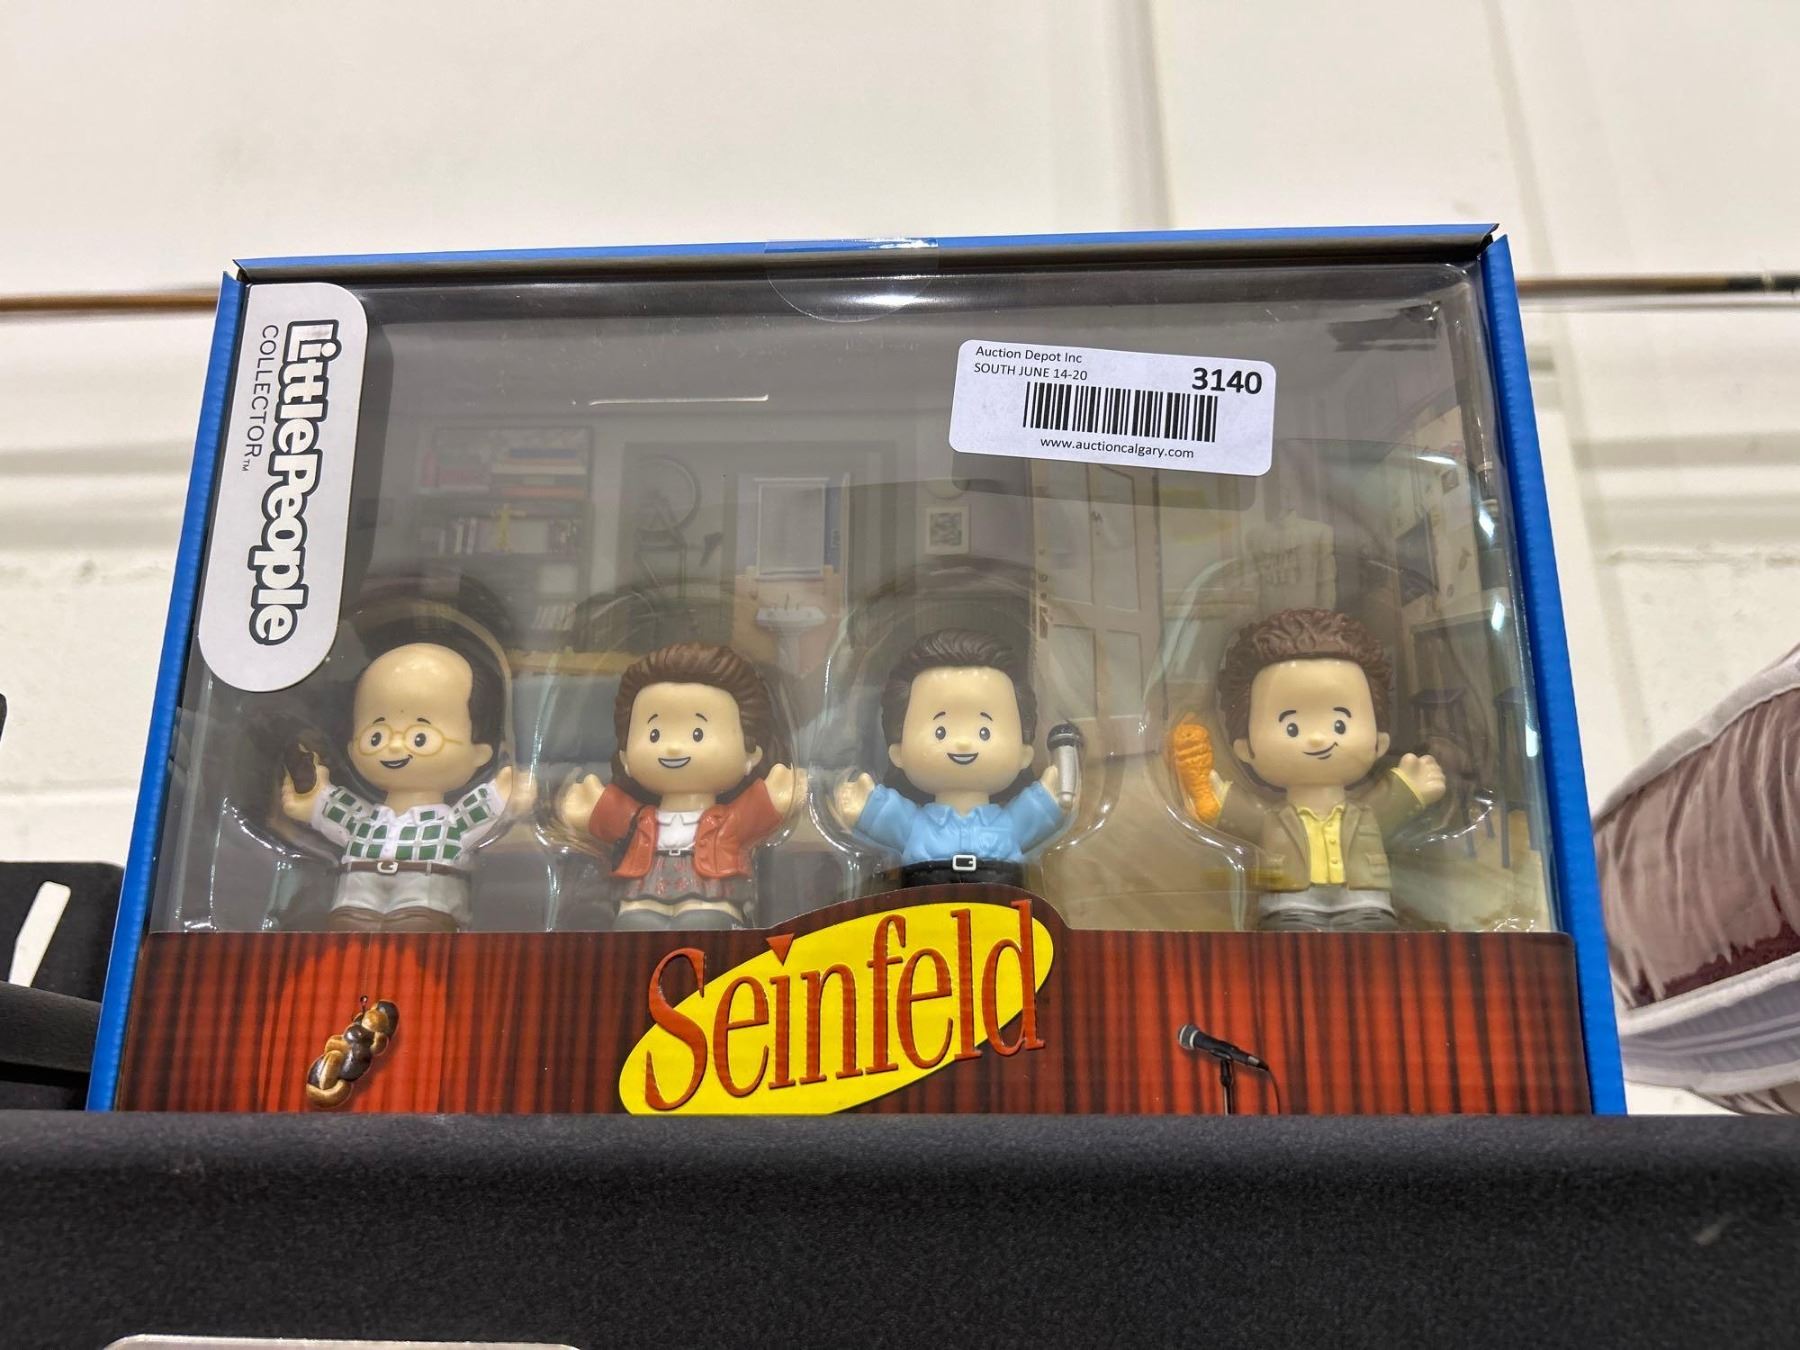 LittlePeople
COLLECTOR™
Auction Depot Inc
SOUTH JUNE 14-20
3140
www.auctioncalgary.com
Seinfeld